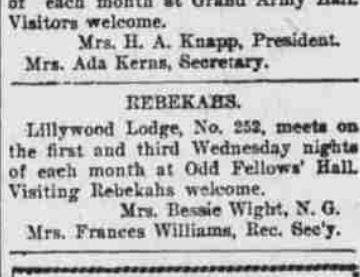 of each month at Grand Army Hall.
Visitors welcome.
Mrs. H. A. Knapp, President.
Mrs. Ada Kerns, Secretary.
REBEKAHS.
Lillywood Lodge, No. 252, meets on
the first and third Wednesday nights
of each month at Odd Fellows' Hall.
Visiting Rebekahs welcome.
Mrs. Bessie Wight, N. G.
Mrs. Frances Williams, Rec. Sec'y.